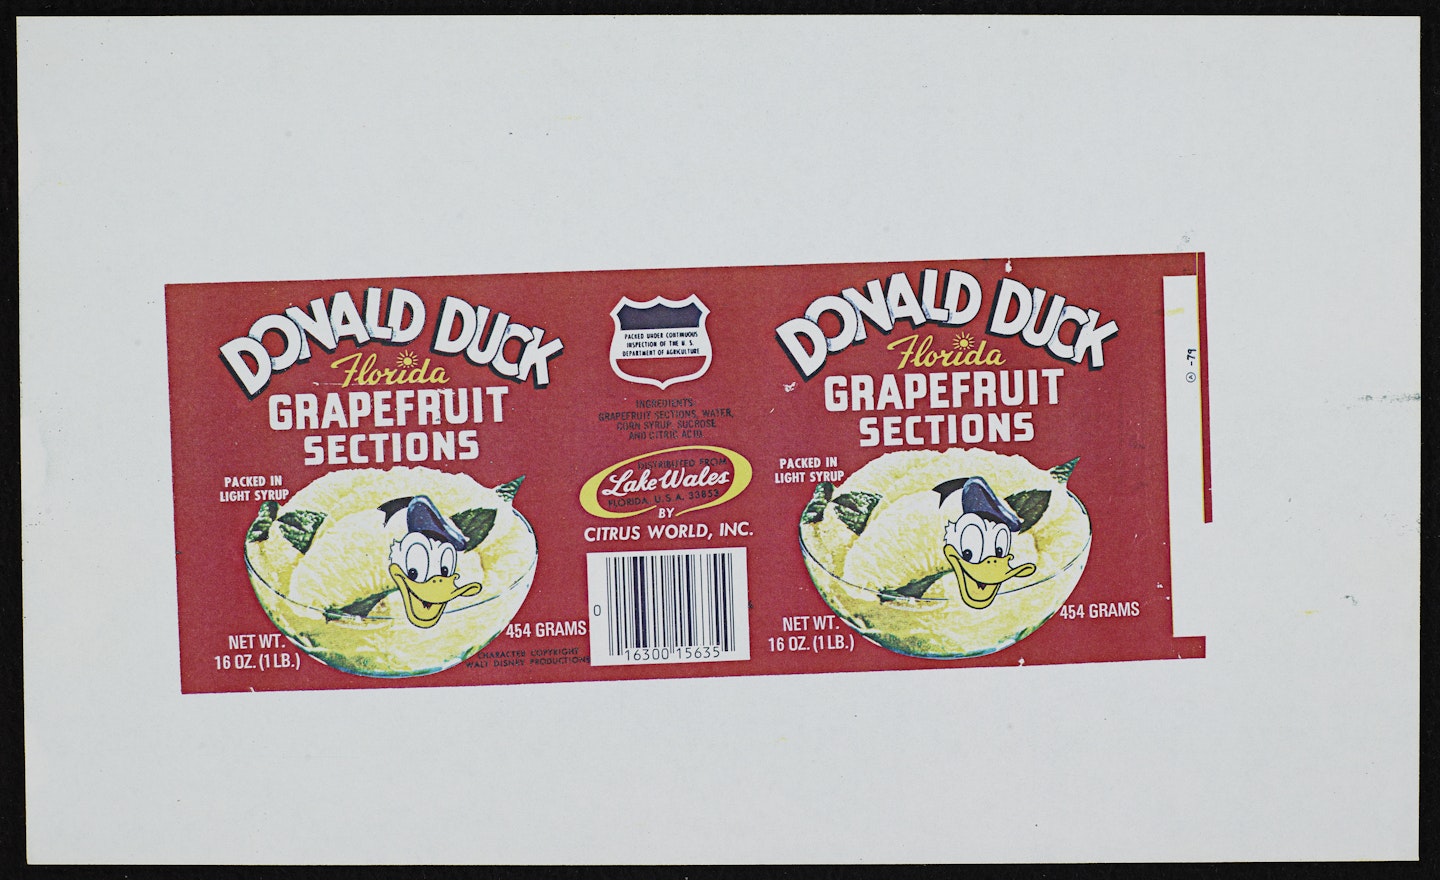 DONALD DUCK
Florida
GRAPEFRUIT
SECTIONS
PACKED IN
LIGHT SYRUP
NET WT.
16 OZ. (1 LB.)
454 GRAMS
CHARACTER COPYRIGHT
WALT DISNEY PRODUCTIONS
PACKED UNDER CONTINUOUS
INSPECTION OF THE U. S.
DEPARTMENT OF AGRICULTURE
INGREDIENTS
GRAPEFRUIT SECTIONS, WATER,
CORN SYRUP, SUCROSE
AND CITRIC ACID
DISTRIBUTED FROM
Lake Wales
FLORIDA, U.S.A. 33853
BY
CITRUS WORLD, INC.
0
16300 15635
DONALD DUCK
Florida
GRAPEFRUIT
SECTIONS
PACKED IN
LIGHT SYRUP
NET WT.
16 OZ. (1 LB.)
454 GRAMS
Ⓐ -79